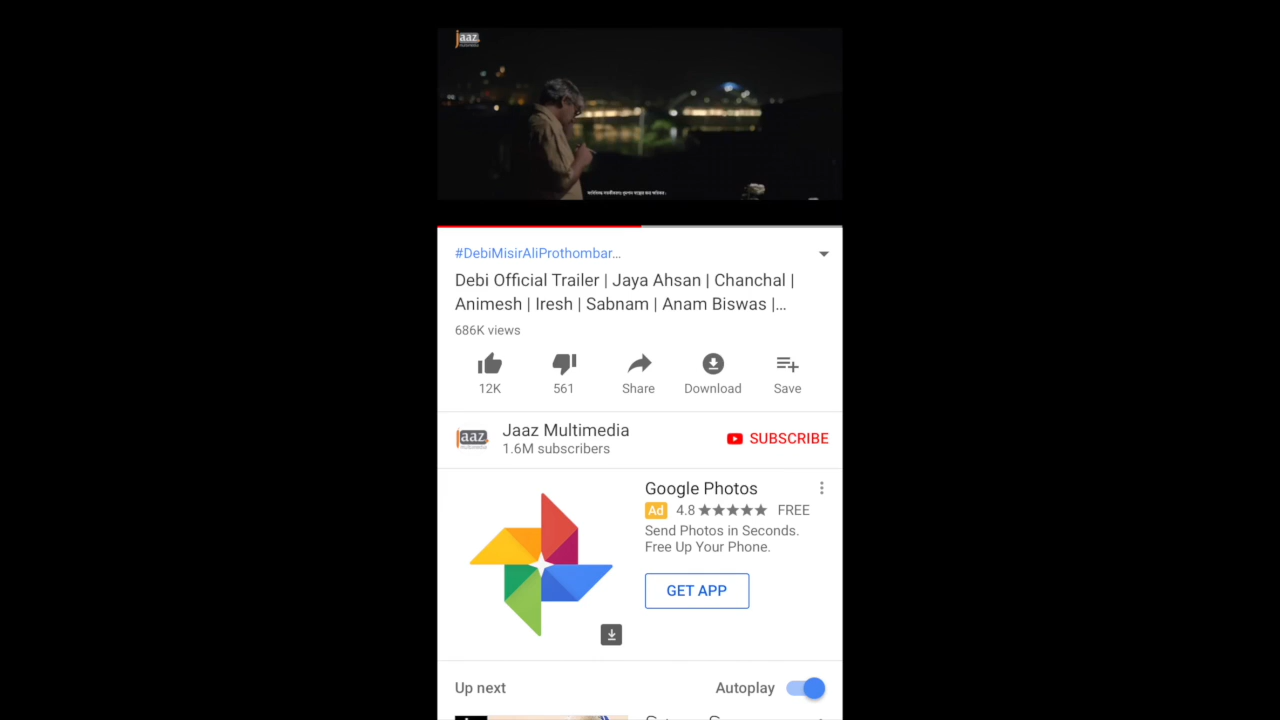 jaaz
multimedia
#DebiMisirAliProthombar...
Debi Official Trailer | Jaya Ahsan | Chanchal |
Animesh | Iresh | Sabnam | Anam Biswas |...
686K views
12K
561
Share
Download
Save
jaaz
multimedia
Jaaz Multimedia
1.6M subscribers
SUBSCRIBE
Google Photos
Ad 4.8 ★★★★★ FREE
Send Photos in Seconds.
Free Up Your Phone.
GET APP
Up next
Autoplay